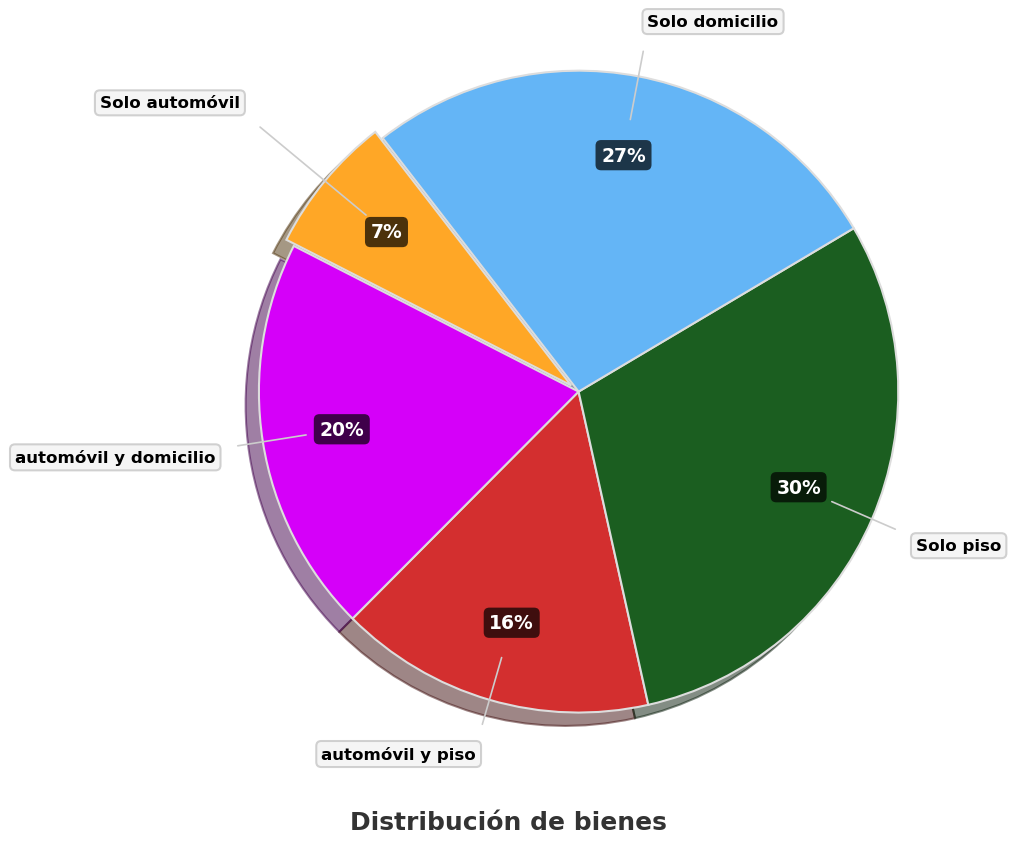 Solo domicilio
Solo automóvil
27%
7%
20%
automóvil y domicilio
30%
Solo piso
16%
automóvil y piso
Distribución de bienes